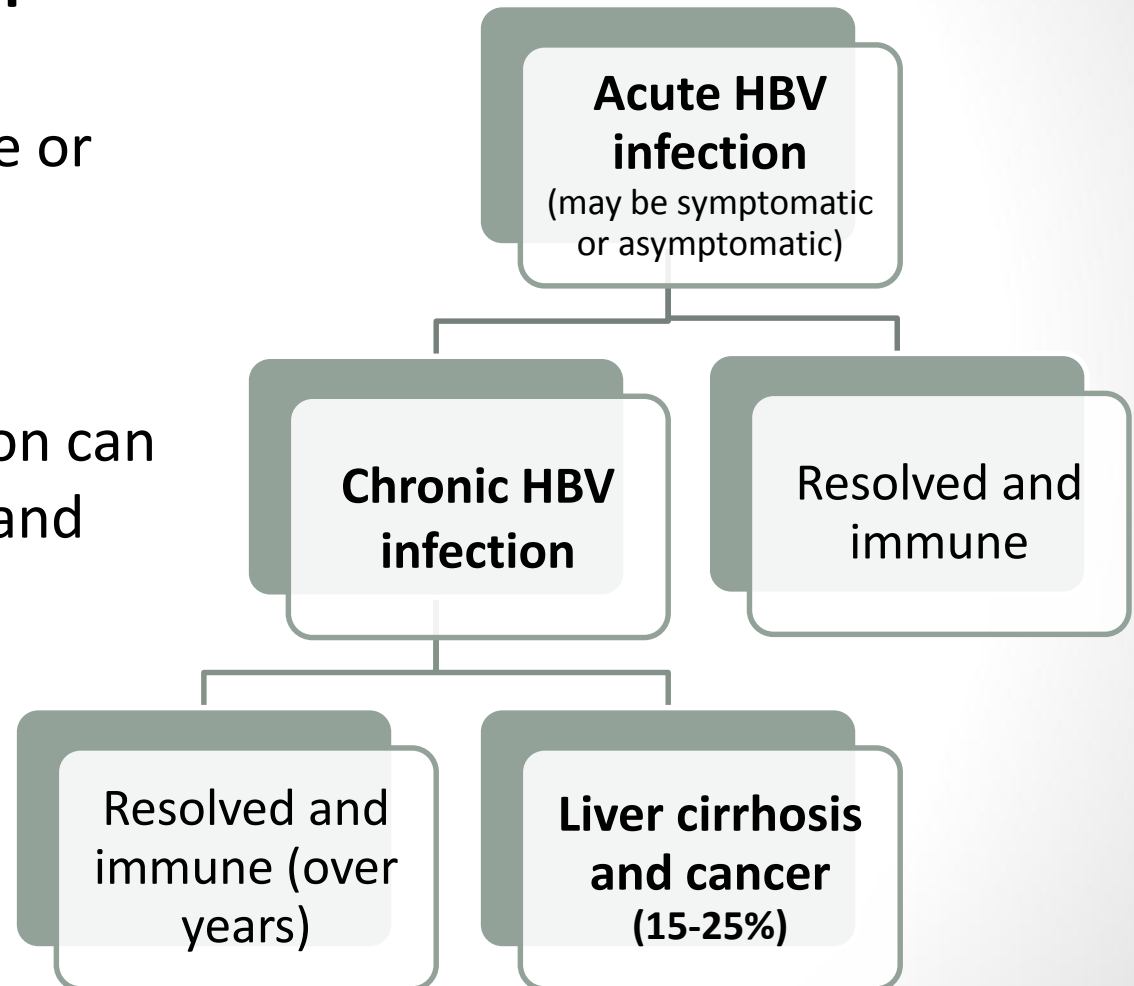 e or
on can
and
Acute HBV
infection
(may be symptomatic
or asymptomatic)
Chronic HBV
infection
Resolved and
immune
Resolved and
immune (over
years)
Liver cirrhosis
and cancer
(15-25%)